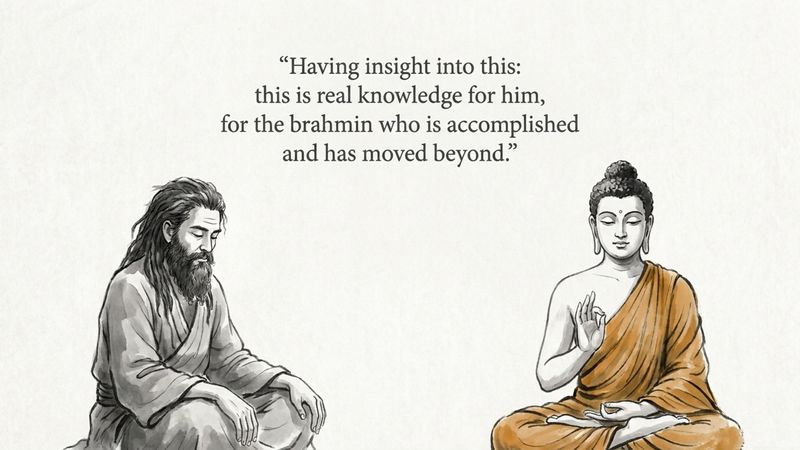 “Having insight into this:
this is real knowledge for him,
for the brahmin who is accomplished
and has moved beyond.”